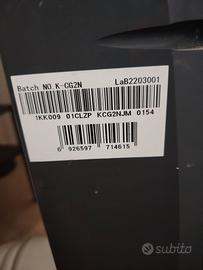 Batch NO.K-CG2N LaB2203001
1KK009 01CLZP KCG2NJM 0154
6 926597 714615
subito